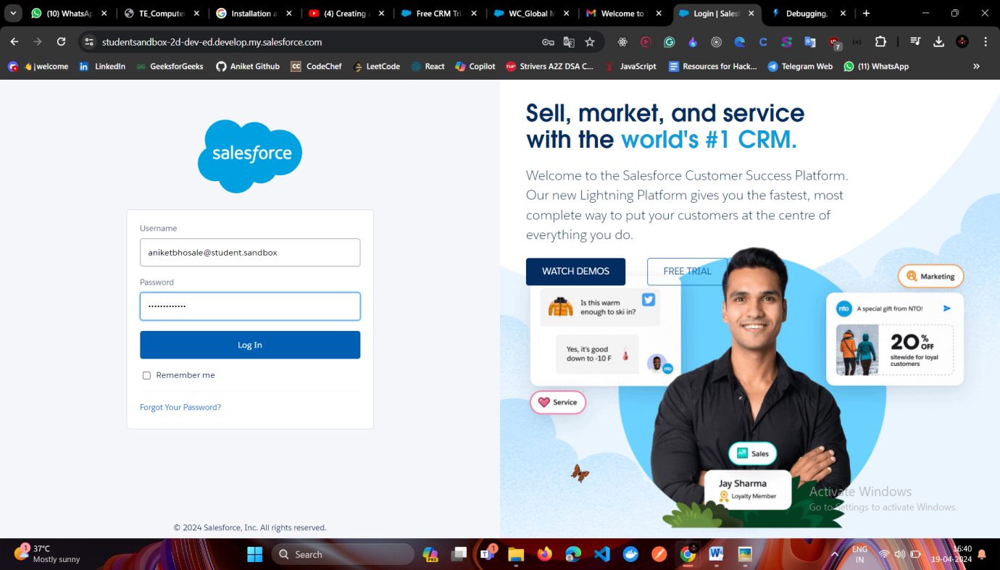 (10) WhatsAp
TE_Compute
Installation a
(4) Creating a
Free CRM Tri
WC_Global M
Welcome to S
Login | Sales
Debugging, T
studentsandbox-2d-dev-ed.develop.my.salesforce.com
7
|welcome
LinkedIn
GeeksforGeeks
Aniket Github
CodeChef
LeetCode
React
Copilot
Strivers A2Z DSA C...
JavaScript
Resources for Hack...
Telegram Web
(11) WhatsApp
salesforce
Username
aniketbhosale@student.sandbox
Password
Log In
Remember me
Forgot Your Password?
© 2024 Salesforce, Inc. All rights reserved.
Sell, market, and service
with the world's #1 CRM.
Welcome to the Salesforce Customer Success Platform.
Our new Lightning Platform gives you the fastest, most
complete way to put your customers at the centre of
everything you do.
WATCH DEMOS
FREE TRIAL
Is this warm
enough to ski in?
Yes, it's good
down to -10 F
nto
Service
Marketing
nto
A special gift from NTO!
20% OFF
sitewide for loyal
customers
Sales
Jay Sharma
Loyalty Member
Activate Windows
Go to Settings to activate Windows.
1
37°C
Mostly sunny
Search
PRE
1
ENG
IN
16:40
19-04-2024